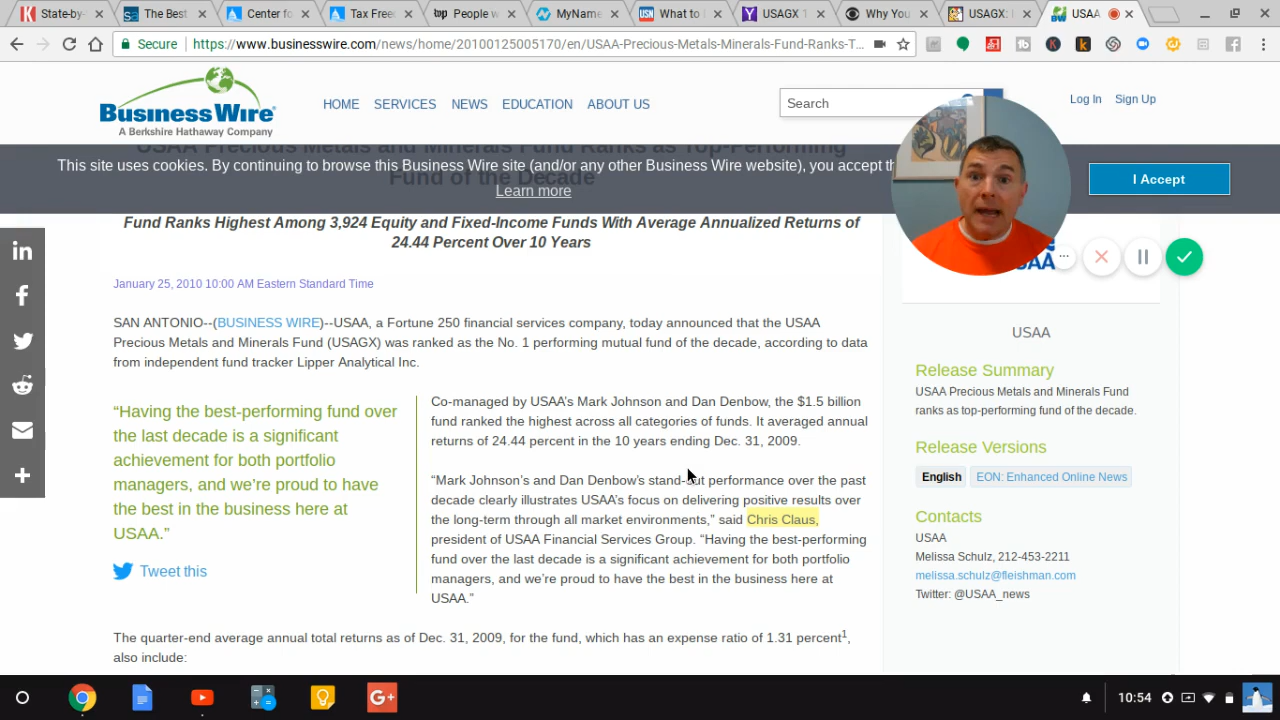 State-by-
The Best
Center fo
Tax Free
People w
MyName
What to i
USAGX T
Why You
USAGX:
USAA
Secure https://www.businesswire.com/news/home/20100125005170/en/USAA-Precious-Metals-Minerals-Fund-Ranks-T...
BUSINESS WIRE
A Berkshire Hathaway Company
HOME SERVICES NEWS EDUCATION ABOUT US
Search
Log In Sign Up
USAA Precious Metals and Minerals Fund Ranks as Top-Performing
Fund of the Decade
This site uses cookies. By continuing to browse this Business Wire site (and/or any other Business Wire website), you accept th
Learn more
I Accept
Fund Ranks Highest Among 3,924 Equity and Fixed-Income Funds With Average Annualized Returns of
24.44 Percent Over 10 Years
January 25, 2010 10:00 AM Eastern Standard Time
SAN ANTONIO--(BUSINESS WIRE)--USAA, a Fortune 250 financial services company, today announced that the USAA
Precious Metals and Minerals Fund (USAGX) was ranked as the No. 1 performing mutual fund of the decade, according to data
from independent fund tracker Lipper Analytical Inc.
“Having the best-performing fund over
the last decade is a significant
achievement for both portfolio
managers, and we’re proud to have
the best in the business here at
USAA.”
Tweet this
Co-managed by USAA’s Mark Johnson and Dan Denbow, the $1.5 billion
fund ranked the highest across all categories of funds. It averaged annual
returns of 24.44 percent in the 10 years ending Dec. 31, 2009.
“Mark Johnson’s and Dan Denbow’s stand-out performance over the past
decade clearly illustrates USAA’s focus on delivering positive results over
the long-term through all market environments,” said Chris Claus,
president of USAA Financial Services Group. “Having the best-performing
fund over the last decade is a significant achievement for both portfolio
managers, and we’re proud to have the best in the business here at
USAA.”
The quarter-end average annual total returns as of Dec. 31, 2009, for the fund, which has an expense ratio of 1.31 percent1,
also include:
USAA
USAA
Release Summary
USAA Precious Metals and Minerals Fund
ranks as top-performing fund of the decade.
Release Versions
English EON: Enhanced Online News
Contacts
USAA
Melissa Schulz, 212-453-2211
melissa.schulz@fleishman.com
Twitter: @USAA_news
10:54